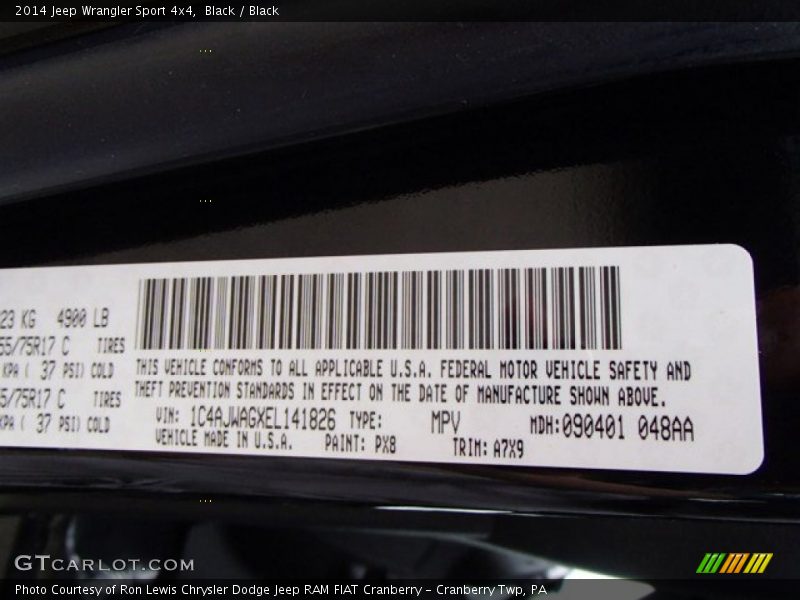 2014 Jeep Wrangler Sport 4x4, Black / Black
23 KG 4900 LB
55/75R17 C TIRES
KPA ( 37 PSI) COLD
5/75R17 C TIRES
KPA ( 37 PSI) COLD
THIS VEHICLE CONFORMS TO ALL APPLICABLE U.S.A. FEDERAL MOTOR VEHICLE SAFETY AND
THEFT PREVENTION STANDARDS IN EFFECT ON THE DATE OF MANUFACTURE SHOWN ABOVE.
VIN: 1C4AJWAGXEL141826 TYPE: MPV MDH:090401 048AA
VEHICLE MADE IN U.S.A. PAINT: PX8 TRIM: A7X9
GTCARLOT.COM
Photo Courtesy of Ron Lewis Chrysler Dodge Jeep RAM FIAT Cranberry – Cranberry Twp, PA